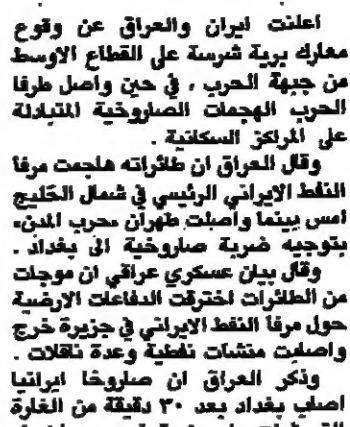 اعلنت ايران والعراق عن وقوع
معارك برية شرسة على القطاع الاوسط
من جبهة الحرب ، في حين واصل طرفا
الحرب الهجمات الصاروخية المتبادلة
على المراكز السكانية .
وقال العراق ان طائراته هاجمت مرفأ
النفط الايراني الرئيسي في شمال الخليج
امس بينما واصلت طهران «حرب المدن»
بتوجيه ضربة صاروخية الى بغداد .
وقال بيان عسكري عراقي ان موجات
من الطائرات اخترقت الدفاعات الارضية
حول مرفأ النفط الايراني في جزيرة خرج
واصابت منشات نفطية وعدة ناقلات .
وذكر العراق ان صاروخا ايرانيا
اصاب بغداد بعد ٣٠ دقيقة من الغارة